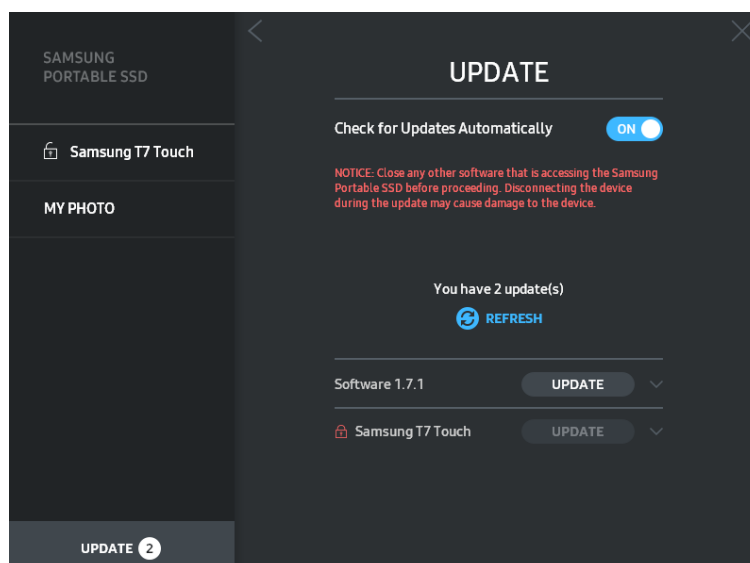 SAMSUNG
PORTABLE SSD
Samsung T7 Touch
MY PHOTO
UPDATE 2
UPDATE
Check for Updates Automatically
ON
NOTICE: Close any other software that is accessing the Samsung
Portable SSD before proceeding. Disconnecting the device
during the update may cause damage to the device.
You have 2 update(s)
REFRESH
Software 1.7.1 UPDATE
Samsung T7 Touch UPDATE